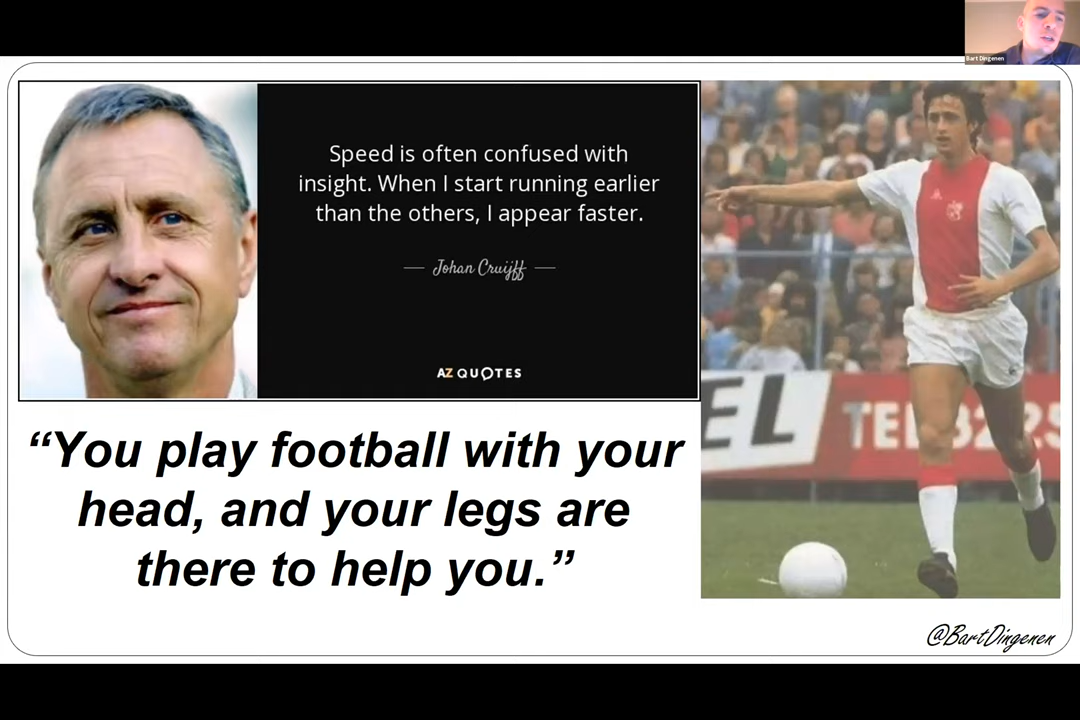 Bart Dingenen
Speed is often confused with
insight. When I start running earlier
than the others, I appear faster.
Johan Cruijff
AZ QUOTES
“You play football with your
head, and your legs are
there to help you.”
EL
@BartDingenen